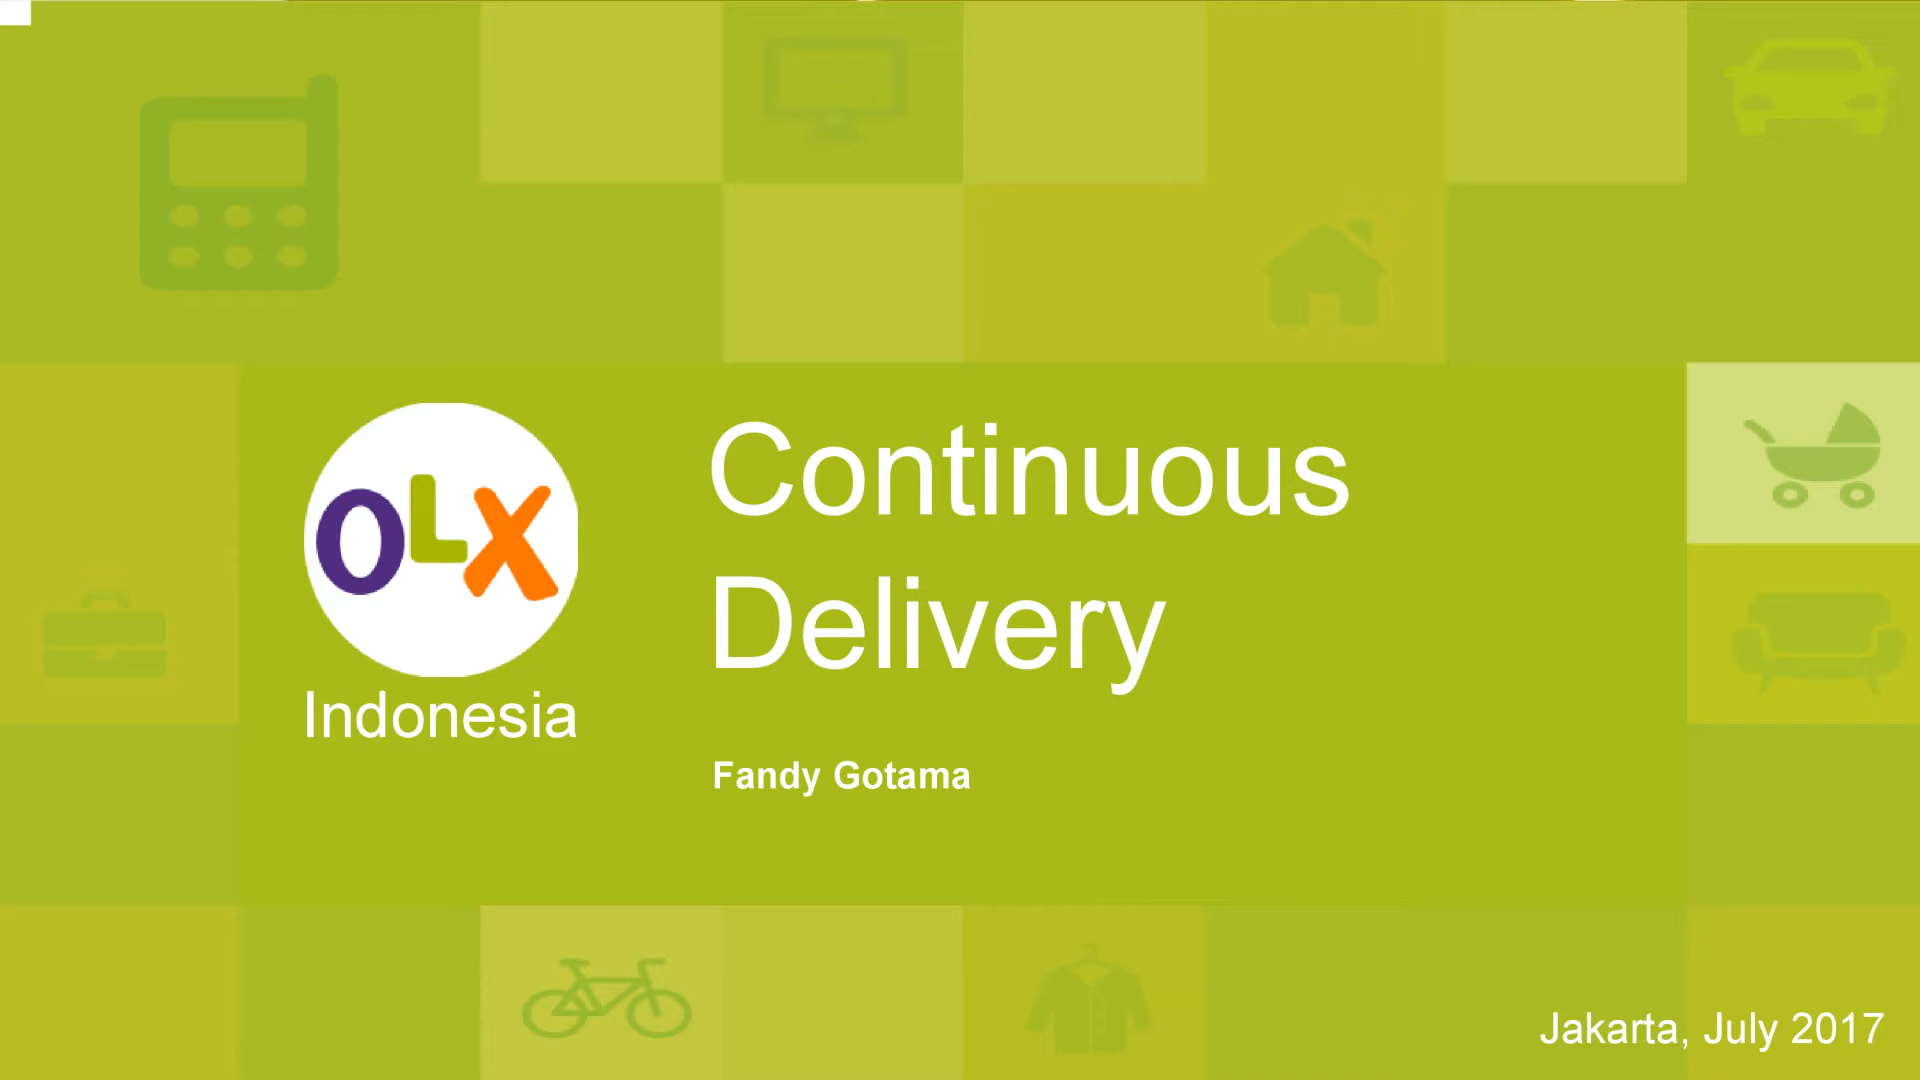 OLX
Indonesia
Continuous
Delivery
Fandy Gotama
Jakarta, July 2017